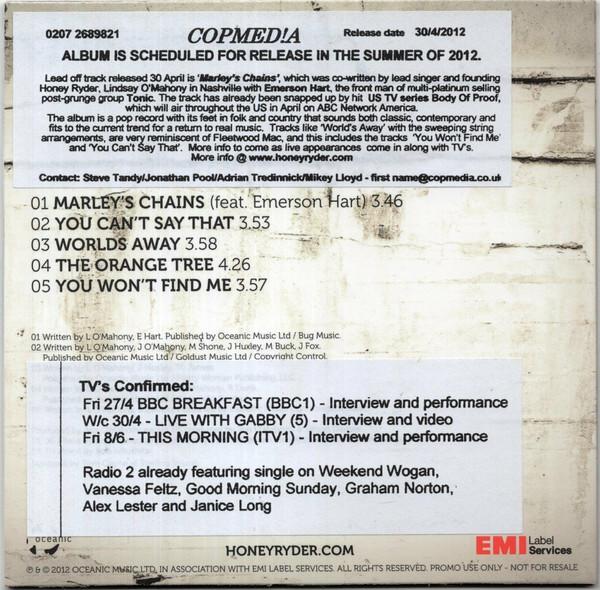 0207 2689821 COPMED!A Release date 30/4/2012
ALBUM IS SCHEDULED FOR RELEASE IN THE SUMMER OF 2012.
Lead off track released 30 April is 'Marley's Chains', which was co-written by lead singer and founding
Honey Ryder, Lindsay O'Mahony in Nashville with Emerson Hart, the front man of multi-platinum selling
post-grunge group Tonic. The track has already been snapped up by hit US TV series Body Of Proof,
which will air throughout the US in April on ABC Network America.
The album is a pop record with its feet in folk and country that sounds both classic, contemporary and
fits to the current trend for a return to real music. Tracks like 'World's Away' with the sweeping string
arrangements, are very reminiscent of Fleetwood Mac, and this includes the tracks 'You Won't Find Me'
and 'You Can't Say That'. More info to come as live appearances come in along with TV's.
More info @ www.honeyryder.com
Contact: Steve Tandy/Jonathan Pool/Adrian Tredinnick/Mikey Lloyd - first name@copmedia.co.uk
01 MARLEY'S CHAINS (feat. Emerson Hart) 3.46
02 YOU CAN'T SAY THAT 3.53
03 WORLDS AWAY 3.58
04 THE ORANGE TREE 4.26
05 YOU WON'T FIND ME 3.57
01 Written by L O'Mahony, E Hart. Published by Oceanic Music Ltd / Bug Music.
02 Written by L O'Mahony, J O'Mahony, M Shone, J Huxley, M Buck, J Fox.
Published by Oceanic Music Ltd / Goldust Music Ltd / Copyright Control.
TV's Confirmed:
Fri 27/4 BBC BREAKFAST (BBC1) - Interview and performance
W/c 30/4 - LIVE WITH GABBY (5) - Interview and video
Fri 8/6 - THIS MORNING (ITV1) - Interview and performance
Radio 2 already featuring single on Weekend Wogan,
Vanessa Feltz, Good Morning Sunday, Graham Norton,
Alex Lester and Janice Long
oceanic
HONEYRYDER.COM
EMI Label
Services
℗ & © 2012 OCEANIC MUSIC LTD, IN ASSOCIATION WITH EMI LABEL SERVICES. ALL RIGHTS RESERVED. PROMO USE ONLY - NOT FOR RESALE